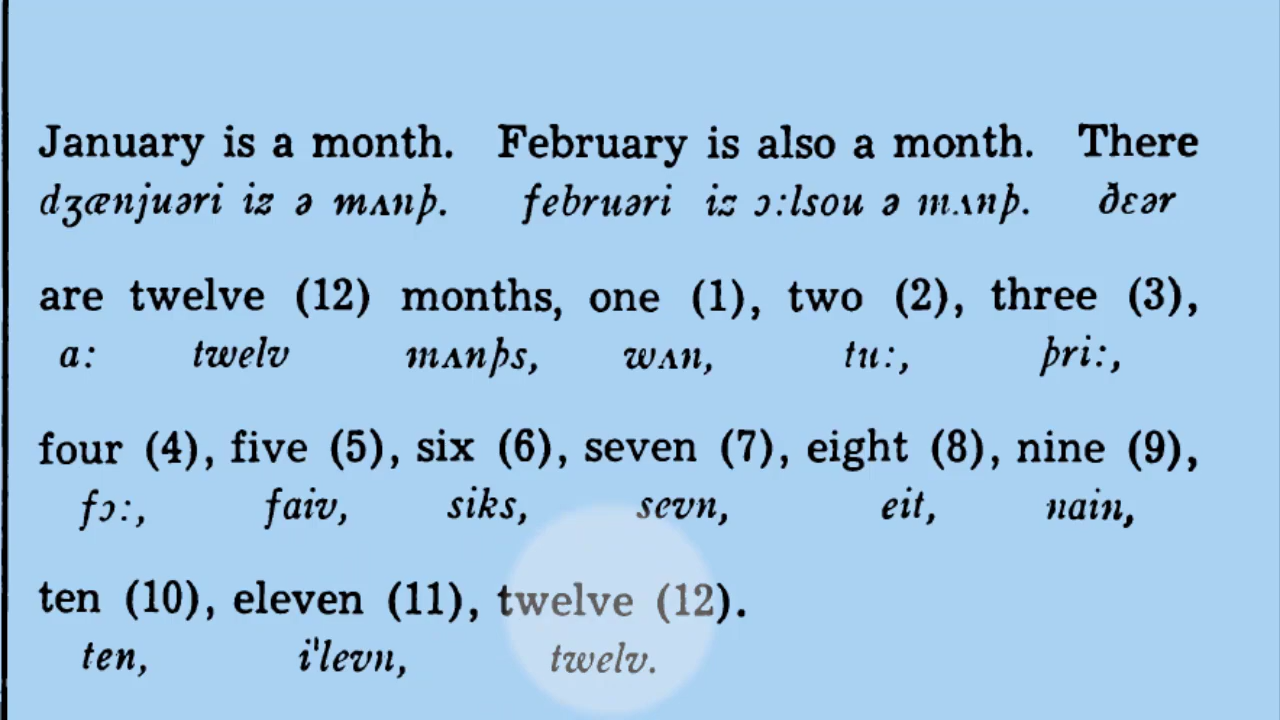 January is a month. February is also a month. There
dʒænjuəri iz ə mʌnþ. februəri iz ɔ:lsou ə mʌnþ. ðɛər
are twelve (12) months, one (1), two (2), three (3),
a: twelv mʌnþs, wʌn, tu:, þri:,
four (4), five (5), six (6), seven (7), eight (8), nine (9),
fɔ:, faiv, siks, sevn, eit, nain,
ten (10), eleven (11), twelve (12).
ten, i'levn, twelv.